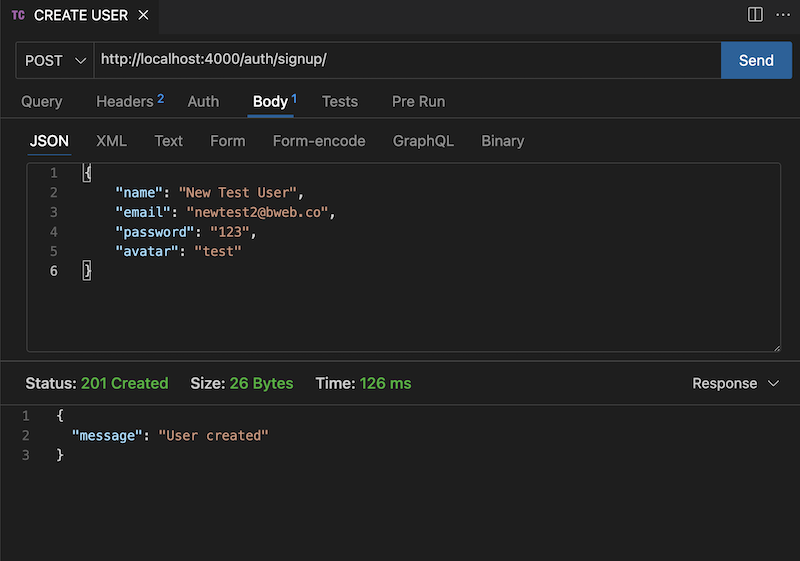 TC CREATE USER
POST http://localhost:4000/auth/signup/ Send
Query Headers 2 Auth Body 1 Tests Pre Run
JSON XML Text Form Form-encode GraphQL Binary
1 {
2 "name": "New Test User",
3 "email": "newtest2@bweb.co",
4 "password": "123",
5 "avatar": "test"
6 }
Status: 201 Created Size: 26 Bytes Time: 126 ms Response
1 {
2 "message": "User created"
3 }